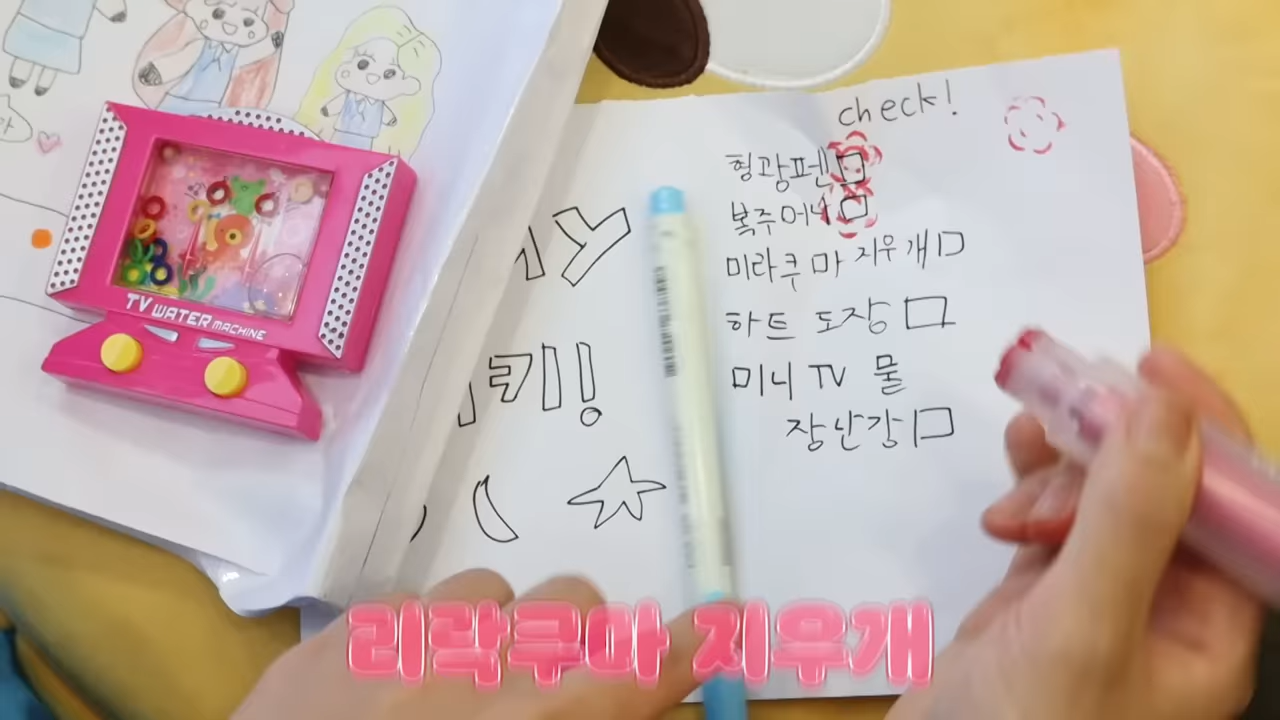 check!
형광펜
복주머니
미라쿠마 지우개
하트 도장
미니 TV 물
장난감
키!
TV WATER MACHINE
리락쿠마 지우개